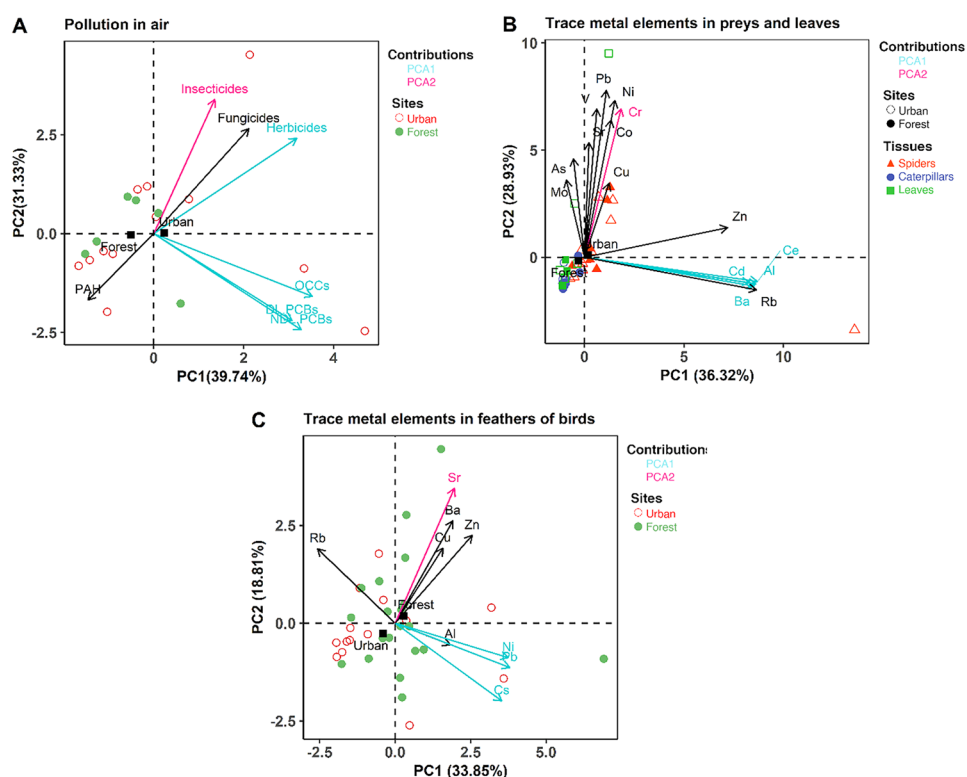 A
Pollution in air
Insecticides
Fungicides
Herbicides
Urban
Forest
PAH
OCCs
DL_PCBs
NDL_PCBs
2.5
0.0
-2.5
PC2(31.33%)
0
2
4
PC1(39.74%)
Contributions
PCA1
PCA2
Sites
Urban
Forest
B
Trace metal elements in preys and leaves
Pb
Ni
V
Cr
Sr
Co
As
Mo
Cu
Zn
Urban
Forest
Ce
Cd
Al
Ba
Rb
10
5
0
PC2 (28.93%)
0
5
10
PC1 (36.32%)
Contributions
PCA1
PCA2
Sites
Urban
Forest
Tissues
Spiders
Caterpillars
Leaves
C
Trace metal elements in feathers of birds
Sr
Ba
Zn
Rb
Cu
Forest
Urban
Al
Ni
Pb
Cs
2.5
0.0
-2.5
PC2 (18.81%)
-2.5
0.0
2.5
5.0
PC1 (33.85%)
Contributions
PCA1
PCA2
Sites
Urban
Forest